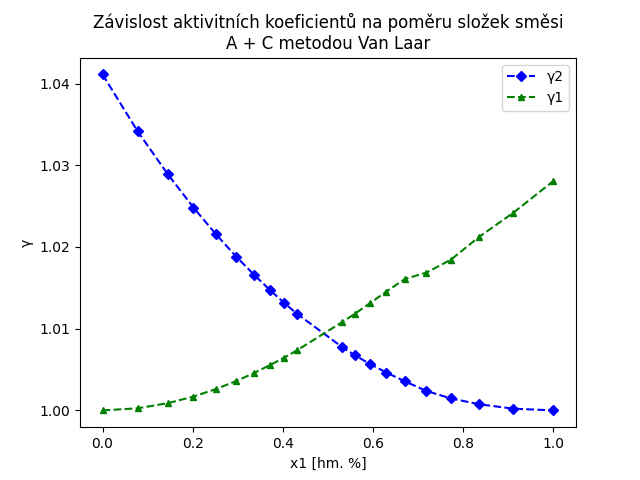 Závislost aktivitních koeficientů na poměru složek směsi
A + C metodou Van Laar
γ2
γ1
1.04
1.03
1.02
1.01
1.00
γ
0.0 0.2 0.4 0.6 0.8 1.0
x1 [hm. %]